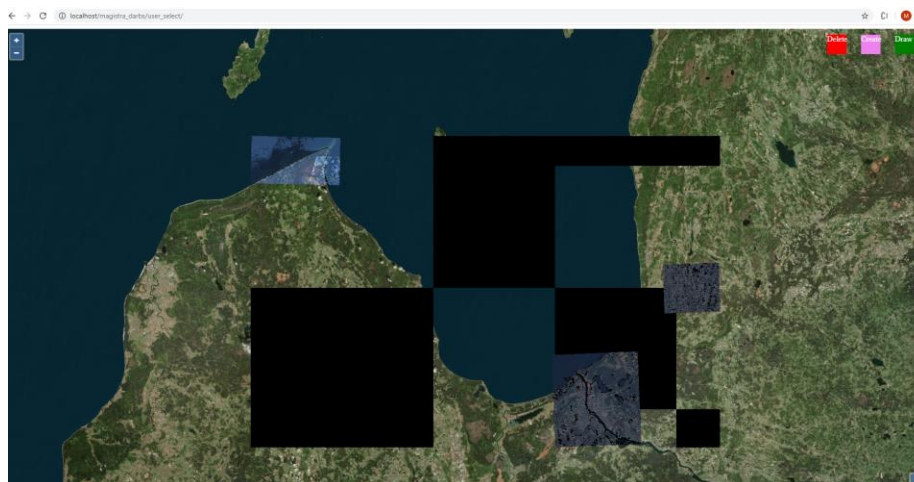 localhost/magistra_darbs/user_select/
M
+
−
Delete
Create
Draw